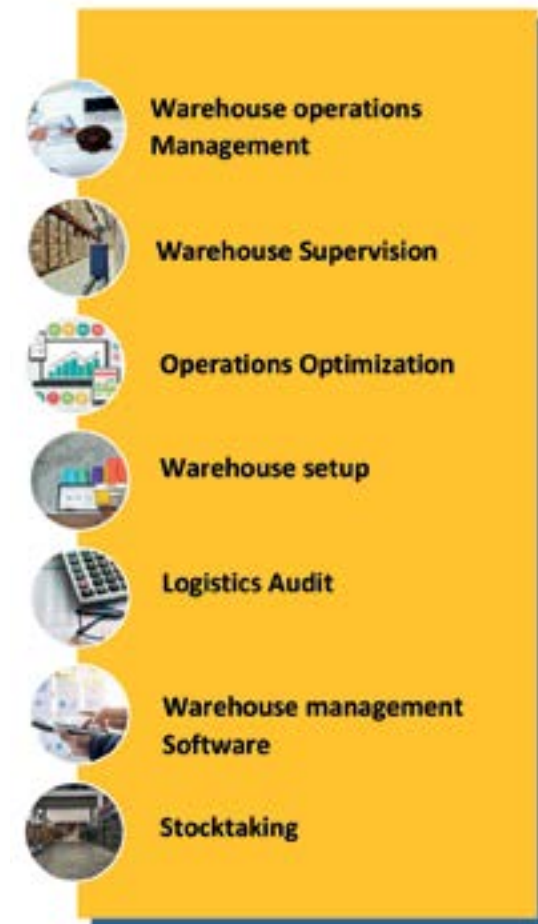 Warehouse operations
Management
Warehouse Supervision
Operations Optimization
Warehouse setup
Logistics Audit
Warehouse management
Software
Stocktaking